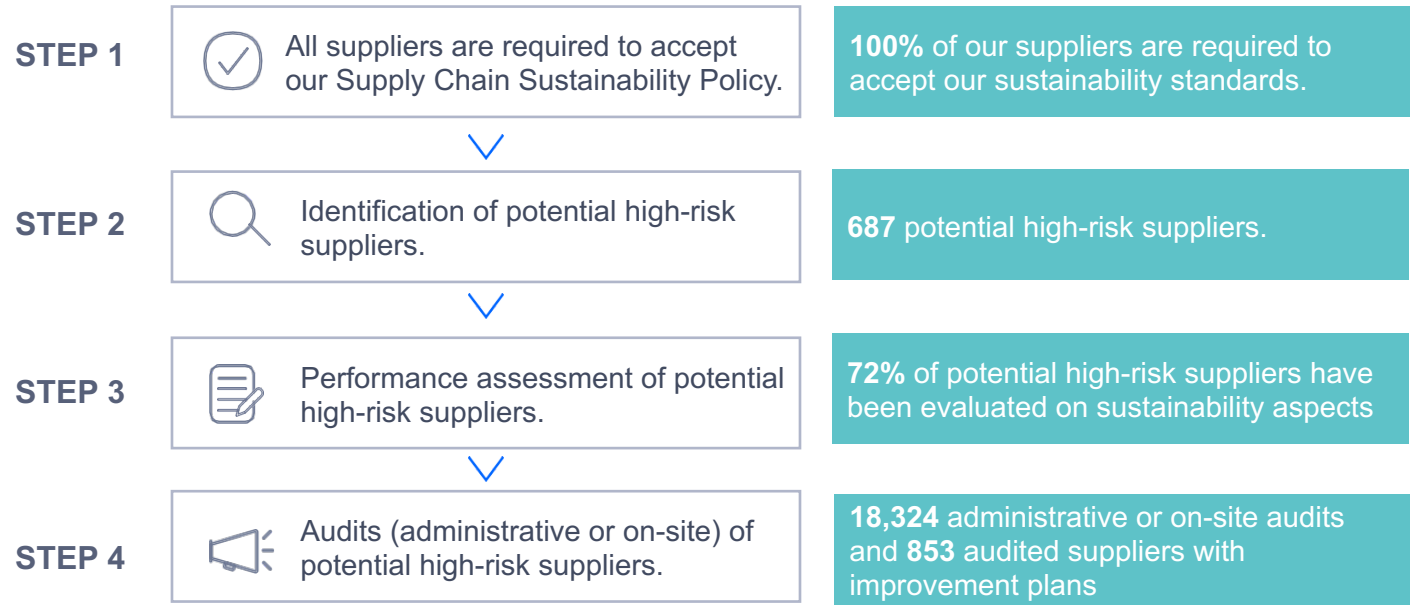 STEP 1
All suppliers are required to accept
our Supply Chain Sustainability Policy.
100% of our suppliers are required to
accept our sustainability standards.
STEP 2
Identification of potential high-risk
suppliers.
687 potential high-risk suppliers.
STEP 3
Performance assessment of potential
high-risk suppliers.
72% of potential high-risk suppliers have
been evaluated on sustainability aspects
STEP 4
Audits (administrative or on-site) of
potential high-risk suppliers.
18,324 administrative or on-site audits
and 853 audited suppliers with
improvement plans